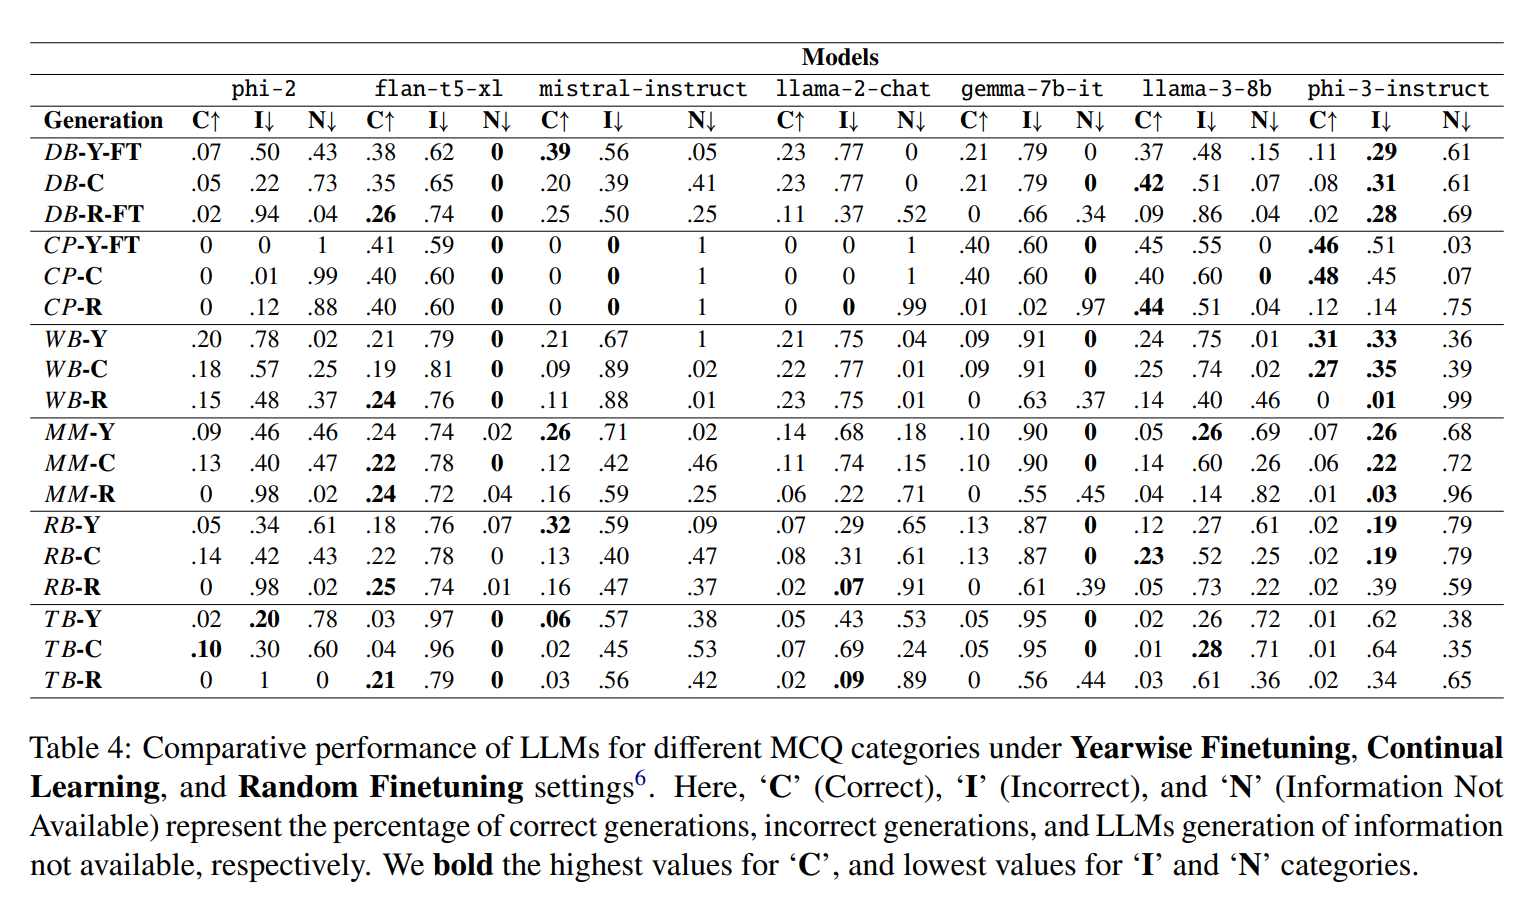 Models
phi-2 flan-t5-xl mistral-instruct llama-2-chat gemma-7b-it llama-3-8b phi-3-instruct
Generation C↑ I↓ N↓ C↑ I↓ N↓ C↑ I↓ N↓ C↑ I↓ N↓ C↑ I↓ N↓ C↑ I↓ N↓ C↑ I↓ N↓
DB-Y-FT .07 .50 .43 .38 .62 0 .39 .56 .05 .23 .77 0 .21 .79 0 .37 .48 .15 .11 .29 .61
DB-C .05 .22 .73 .35 .65 0 .20 .39 .41 .23 .77 0 .21 .79 0 .42 .51 .07 .08 .31 .61
DB-R-FT .02 .94 .04 .26 .74 0 .25 .50 .25 .11 .37 .52 0 .66 .34 .09 .86 .04 .02 .28 .69
CP-Y-FT 0 0 1 .41 .59 0 0 0 1 0 0 1 .40 .60 0 .45 .55 0 .46 .51 .03
CP-C 0 .01 .99 .40 .60 0 0 0 1 0 0 1 .40 .60 0 .40 .60 0 .48 .45 .07
CP-R 0 .12 .88 .40 .60 0 0 0 1 0 0 .99 .01 .02 .97 .44 .51 .04 .12 .14 .75
WB-Y .20 .78 .02 .21 .79 0 .21 .67 1 .21 .75 .04 .09 .91 0 .24 .75 .01 .31 .33 .36
WB-C .18 .57 .25 .19 .81 0 .09 .89 .02 .22 .77 .01 .09 .91 0 .25 .74 .02 .27 .35 .39
WB-R .15 .48 .37 .24 .76 0 .11 .88 .01 .23 .75 .01 0 .63 .37 .14 .40 .46 0 .01 .99
MM-Y .09 .46 .46 .24 .74 .02 .26 .71 .02 .14 .68 .18 .10 .90 0 .05 .26 .69 .07 .26 .68
MM-C .13 .40 .47 .22 .78 0 .12 .42 .46 .11 .74 .15 .10 .90 0 .14 .60 .26 .06 .22 .72
MM-R 0 .98 .02 .24 .72 .04 .16 .59 .25 .06 .22 .71 0 .55 .45 .04 .14 .82 .01 .03 .96
RB-Y .05 .34 .61 .18 .76 .07 .32 .59 .09 .07 .29 .65 .13 .87 0 .12 .27 .61 .02 .19 .79
RB-C .14 .42 .43 .22 .78 0 .13 .40 .47 .08 .31 .61 .13 .87 0 .23 .52 .25 .02 .19 .79
RB-R 0 .98 .02 .25 .74 .01 .16 .47 .37 .02 .07 .91 0 .61 .39 .05 .73 .22 .02 .39 .59
TB-Y .02 .20 .78 .03 .97 0 .06 .57 .38 .05 .43 .53 .05 .95 0 .02 .26 .72 .01 .62 .38
TB-C .10 .30 .60 .04 .96 0 .02 .45 .53 .07 .69 .24 .05 .95 0 .01 .28 .71 .01 .64 .35
TB-R 0 1 0 .21 .79 0 .03 .56 .42 .02 .09 .89 0 .56 .44 .03 .61 .36 .02 .34 .65
Table 4: Comparative performance of LLMs for different MCQ categories under Yearwise Finetuning, Continual
Learning, and Random Finetuning settings6. Here, ‘C’ (Correct), ‘I’ (Incorrect), and ‘N’ (Information Not
Available) represent the percentage of correct generations, incorrect generations, and LLMs generation of information
not available, respectively. We bold the highest values for ‘C’, and lowest values for ‘I’ and ‘N’ categories.